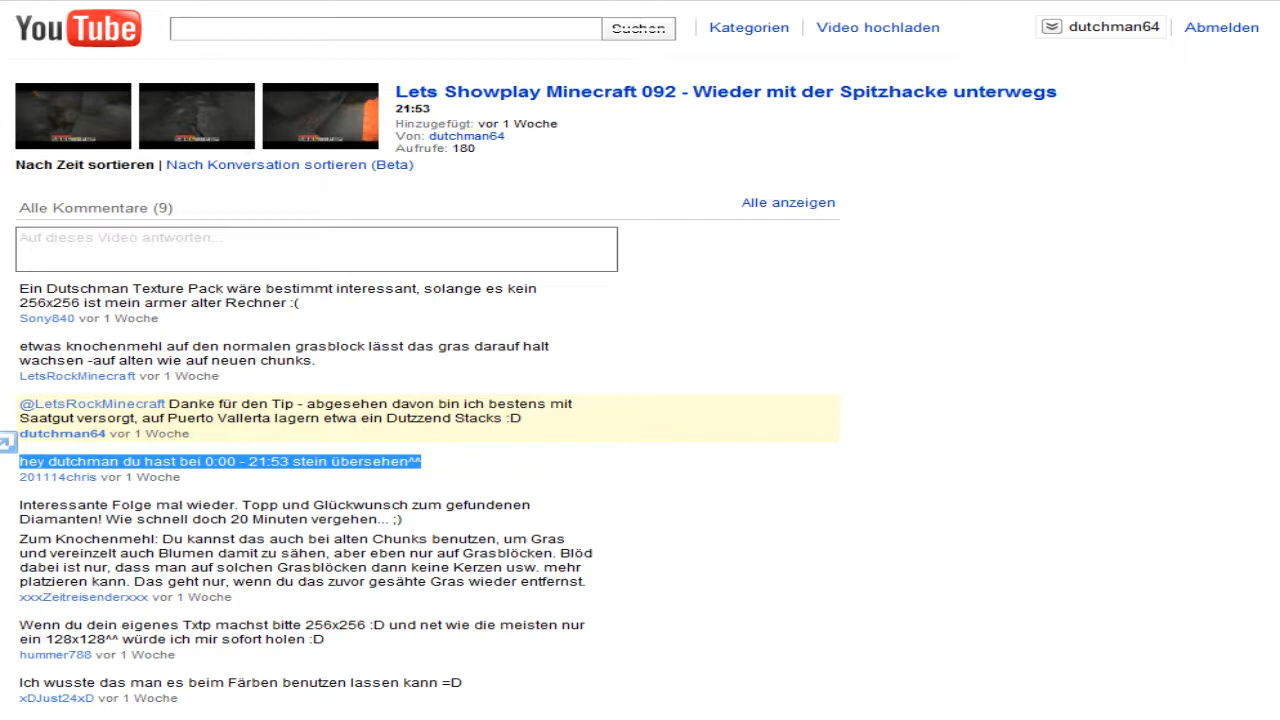 YouTube
Suchen
Kategorien
Video hochladen
dutchman64
Abmelden
Lets Showplay Minecraft 092 - Wieder mit der Spitzhacke unterwegs
21:53
Hinzugefügt: vor 1 Woche
Von: dutchman64
Aufrufe: 180
Nach Zeit sortieren | Nach Konversation sortieren (Beta)
Alle Kommentare (9)
Alle anzeigen
Auf dieses Video antworten...
Ein Dutschman Texture Pack wäre bestimmt interessant, solange es kein
256x256 ist mein armer alter Rechner :(
Sony840 vor 1 Woche
etwas knochenmehl auf den normalen grasblock lässt das gras darauf halt
wachsen -auf alten wie auf neuen chunks.
LetsRockMinecraft vor 1 Woche
@LetsRockMinecraft Danke für den Tip - abgesehen davon bin ich bestens mit
Saatgut versorgt, auf Puerto Vallerta lagern etwa ein Dutzzend Stacks :D
dutchman64 vor 1 Woche
hey dutchman du hast bei 0:00 - 21:53 stein übersehen^^
201114chris vor 1 Woche
Interessante Folge mal wieder. Topp und Glückwunsch zum gefundenen
Diamanten! Wie schnell doch 20 Minuten vergehen... ;)
Zum Knochenmehl: Du kannst das auch bei alten Chunks benutzen, um Gras
und vereinzelt auch Blumen damit zu sähen, aber eben nur auf Grasblöcken. Blöd
dabei ist nur, dass man auf solchen Grasblöcken dann keine Kerzen usw. mehr
platzieren kann. Das geht nur, wenn du das zuvor gesähte Gras wieder entfernst.
xxxZeitreisenderxxx vor 1 Woche
Wenn du dein eigenes Txtp machst bitte 256x256 :D und net wie die meisten nur
ein 128x128^^ würde ich mir sofort holen :D
hummer788 vor 1 Woche
Ich wusste das man es beim Färben benutzen lassen kann =D
xDJust24xD vor 1 Woche